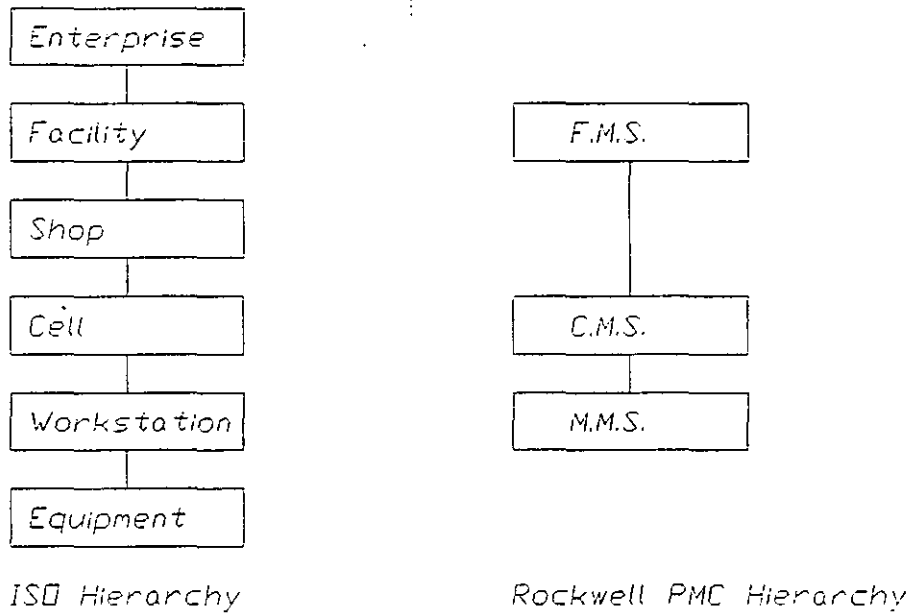 Enterprise
Facility
Shop
Cell
Workstation
Equipment
ISO Hierarchy
F.M.S.
C.M.S.
M.M.S.
Rockwell PMC Hierarchy